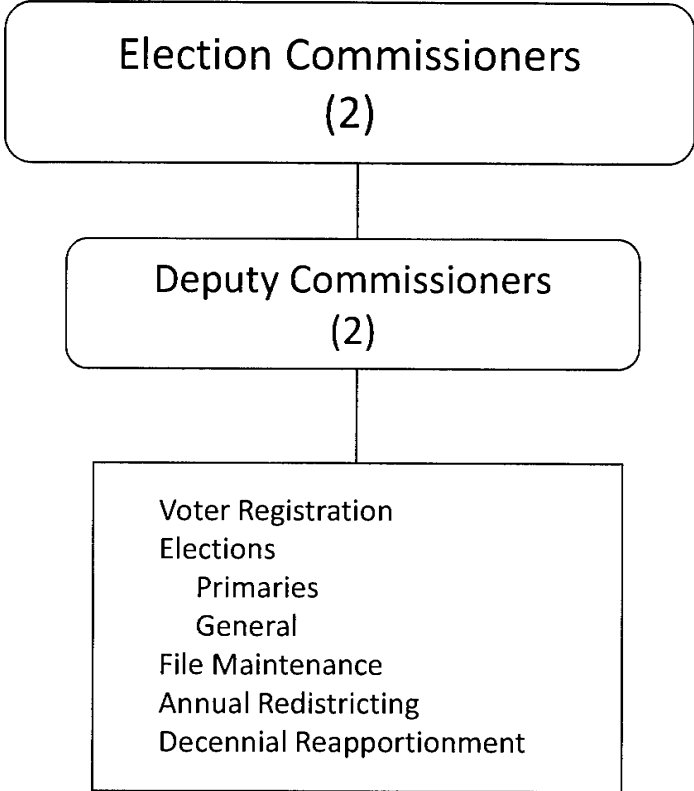 Election Commissioners
(2)
Deputy Commissioners
(2)
Voter Registration
Elections
Primaries
General
File Maintenance
Annual Redistricting
Decennial Reapportionment